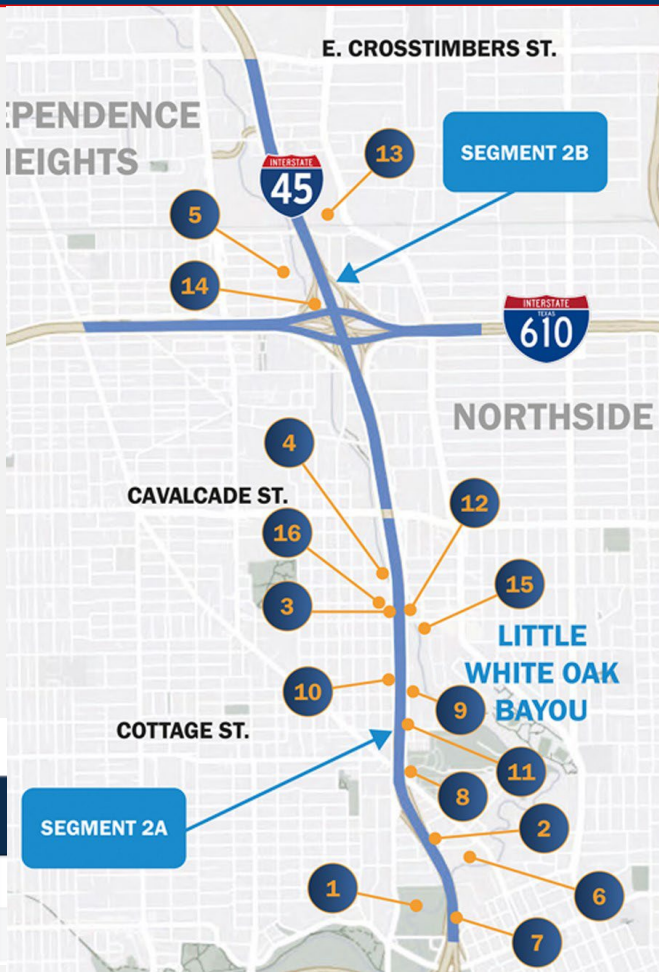 E. CROSSTIMBERS ST.
EPENDENCE
HEIGHTS
13
SEGMENT 2B
INTERSTATE
45
5
14
INTERSTATE
TEXAS
610
NORTHSIDE
4
CAVALCADE ST.
12
16
15
3
LITTLE
WHITE OAK
BAYOU
10
9
COTTAGE ST.
11
8
SEGMENT 2A
2
1
6
7